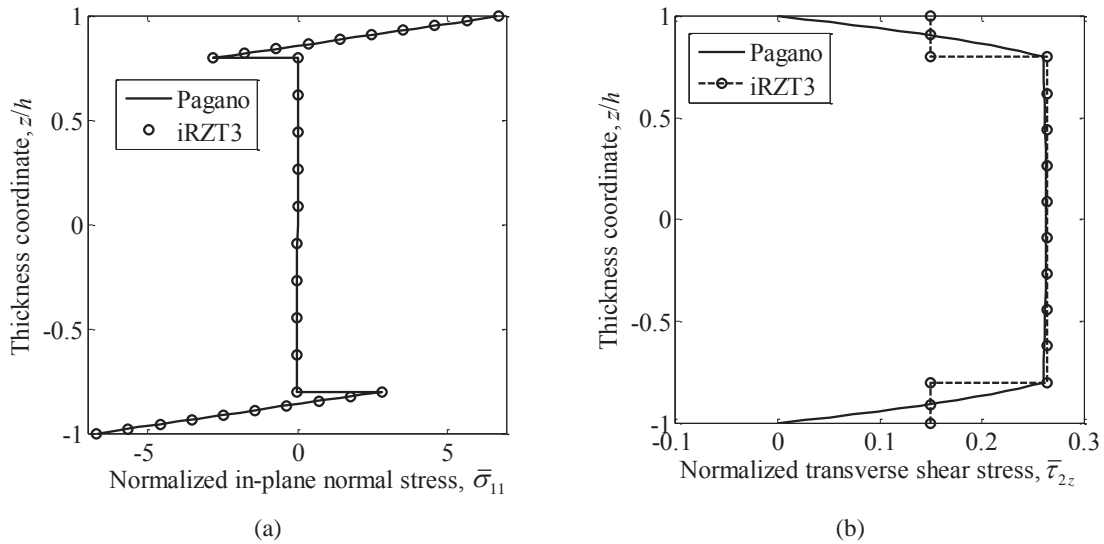 1
0.5
0
-0.5
-1
Thickness coordinate, z/h
Pagano
iRZT3
-5
0
5
Normalized in-plane normal stress, σ̅₁₁
(a)
1
0.5
0
-0.5
-1
Thickness coordinate, z/h
Pagano
iRZT3
-0.1
0
0.1
0.2
0.3
Normalized transverse shear stress, τ̅₂z
(b)